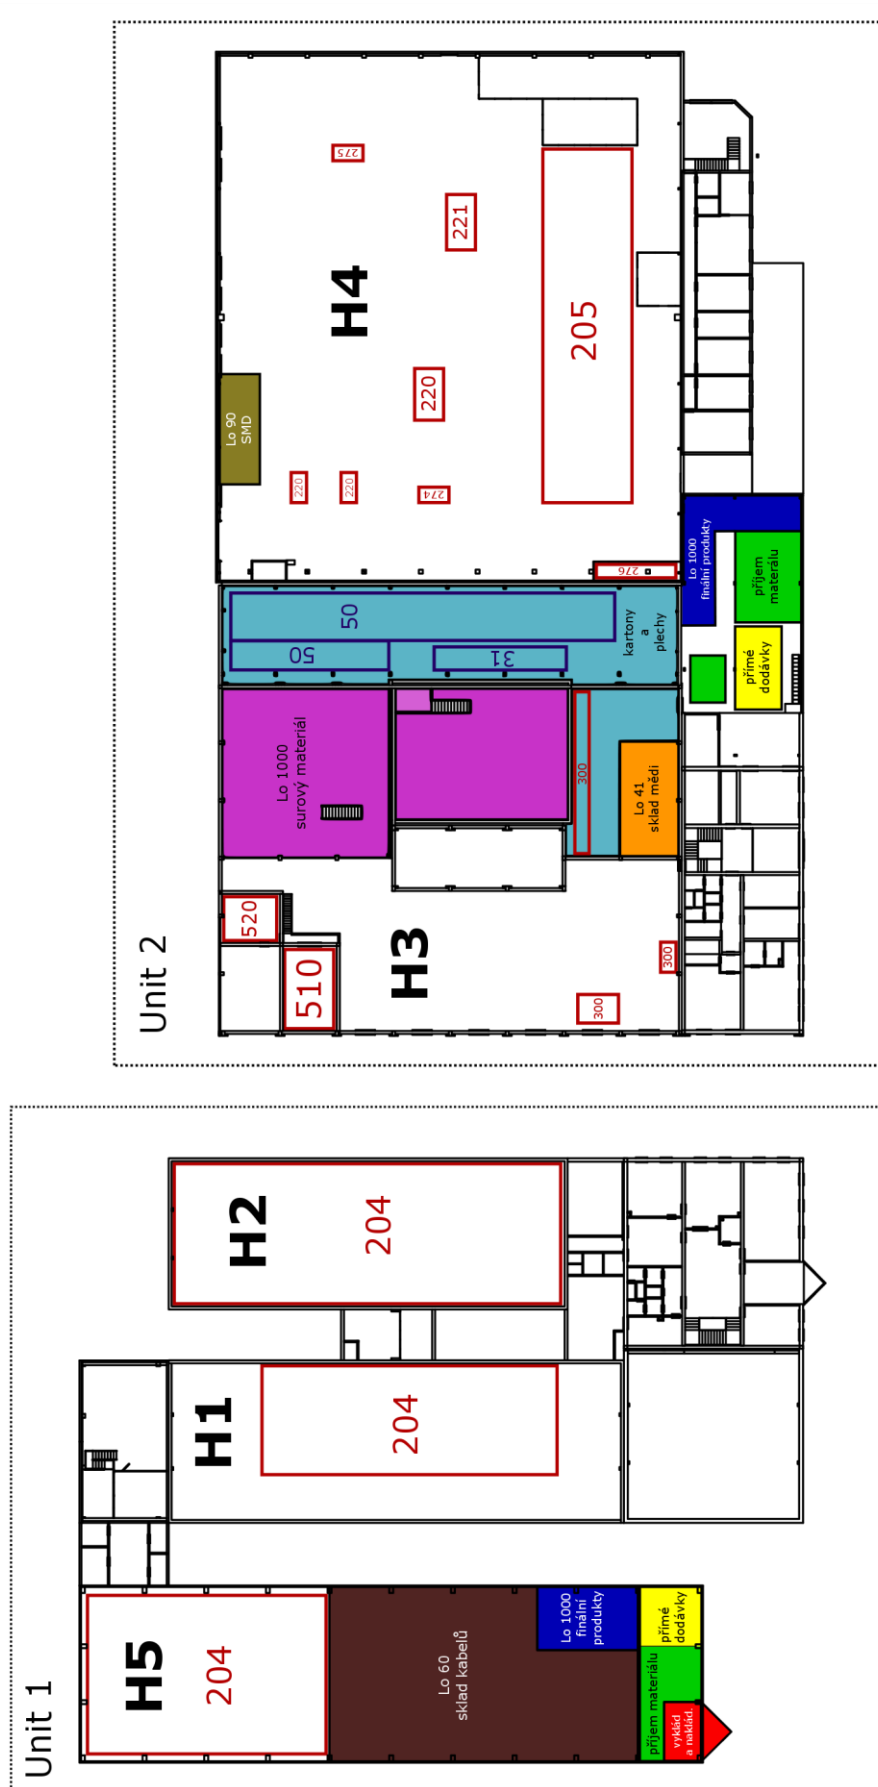 Unit 1
H5
204
Lo 60
sklad kabelů
Lo 1000
finální
produkty
přímé
dodávky
příjem materiálu
vyklád
a naklád.
H1
204
H2
204
Unit 2
520
510
H3
300
300
Lo 1000
surový materiál
300
Lo 41
sklad mědi
50
50
31
kartony
a
plechy
Lo 90
SMD
H4
220
220
274
220
221
275
205
276
Lo 1000
finální produkty
příjem
materálu
přímé
dodávky